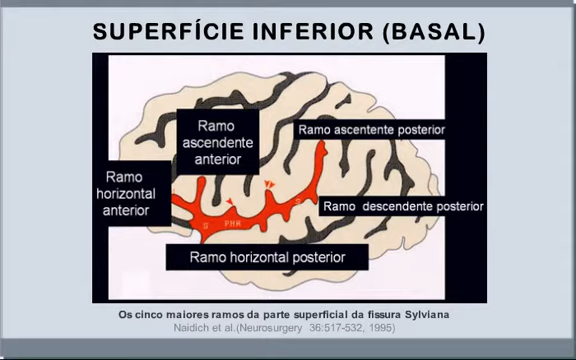 SUPERFÍCIE INFERIOR (BASAL)
Ramo
ascendente
anterior
Ramo ascentente posterior
Ramo
horizontal
anterior
Ramo descendente posterior
S PHR
S
Ramo horizontal posterior
Os cinco maiores ramos da parte superficial da fissura Sylviana
Naidich et al.(Neurosurgery 36:517-532, 1995)